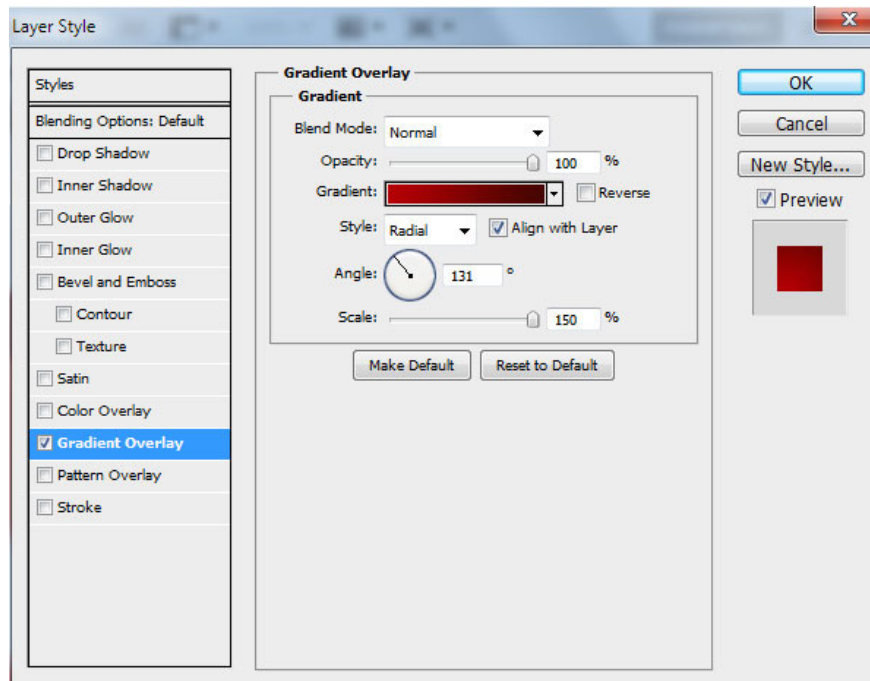 Layer Style
Styles
Blending Options: Default
Drop Shadow
Inner Shadow
Outer Glow
Inner Glow
Bevel and Emboss
Contour
Texture
Satin
Color Overlay
Gradient Overlay
Pattern Overlay
Stroke
Gradient Overlay
Gradient
Blend Mode: Normal
Opacity: 100 %
Gradient: Reverse
Style: Radial Align with Layer
Angle: 131 °
Scale: 150 %
Make Default Reset to Default
OK
Cancel
New Style...
Preview